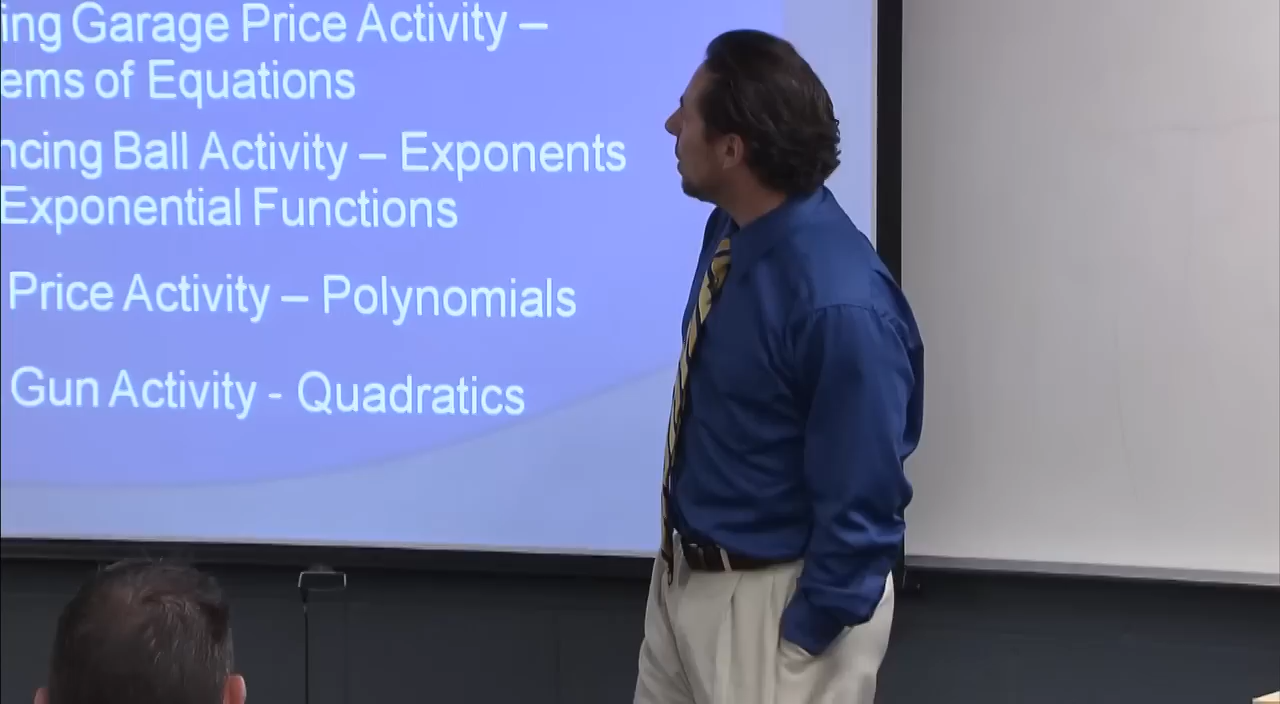 ing Garage Price Activity –
ems of Equations
ncing Ball Activity – Exponents
Exponential Functions
Price Activity – Polynomials
Gun Activity - Quadratics